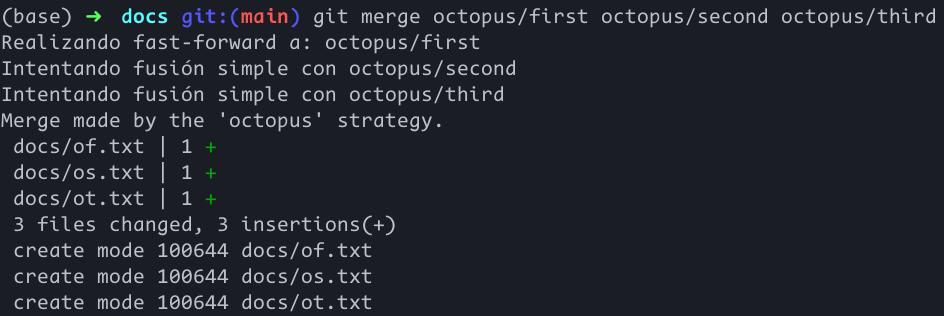 (base) ➜ docs git:(main) git merge octopus/first octopus/second octopus/third
Realizando fast-forward a: octopus/first
Intentando fusión simple con octopus/second
Intentando fusión simple con octopus/third
Merge made by the 'octopus' strategy.
 docs/of.txt | 1 +
 docs/os.txt | 1 +
 docs/ot.txt | 1 +
 3 files changed, 3 insertions(+)
 create mode 100644 docs/of.txt
 create mode 100644 docs/os.txt
 create mode 100644 docs/ot.txt